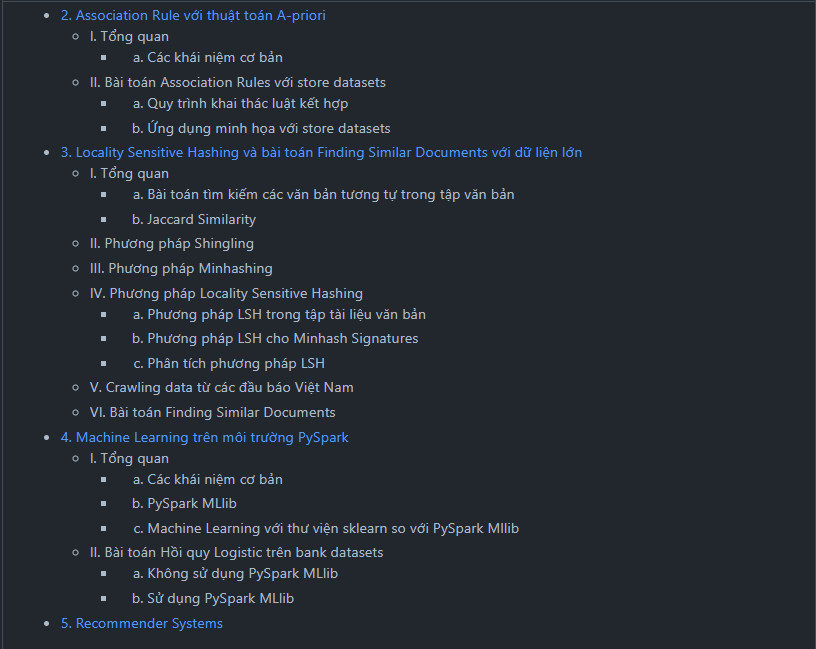 2. Association Rule với thuật toán A-priori
I. Tổng quan
a. Các khái niệm cơ bản
II. Bài toán Association Rules với store datasets
a. Quy trình khai thác luật kết hợp
b. Ứng dụng minh họa với store datasets
3. Locality Sensitive Hashing và bài toán Finding Similar Documents với dữ liện lớn
I. Tổng quan
a. Bài toán tìm kiếm các văn bản tương tự trong tập văn bản
b. Jaccard Similarity
II. Phương pháp Shingling
III. Phương pháp Minhashing
IV. Phương pháp Locality Sensitive Hashing
a. Phương pháp LSH trong tập tài liệu văn bản
b. Phương pháp LSH cho Minhash Signatures
c. Phân tích phương pháp LSH
V. Crawling data từ các đầu báo Việt Nam
VI. Bài toán Finding Similar Documents
4. Machine Learning trên môi trường PySpark
I. Tổng quan
a. Các khái niệm cơ bản
b. PySpark MLlib
c. Machine Learning với thư viện sklearn so với PySpark Mllib
II. Bài toán Hồi quy Logistic trên bank datasets
a. Không sử dụng PySpark MLlib
b. Sử dụng PySpark MLlib
5. Recommender Systems